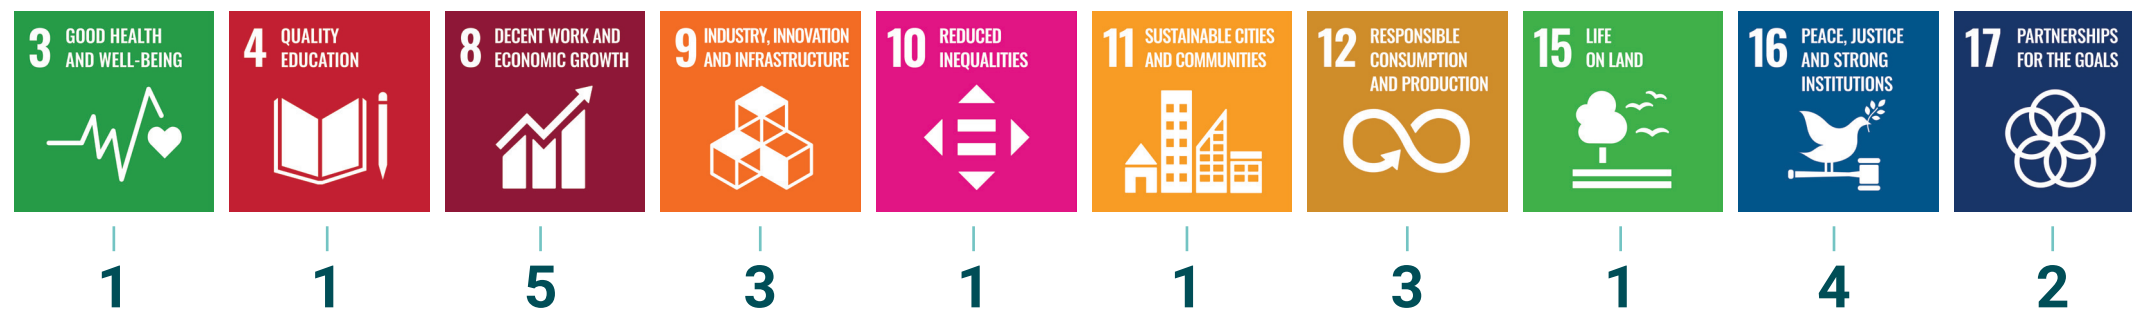 3 GOOD HEALTH
AND WELL-BEING
4 QUALITY
EDUCATION
8 DECENT WORK AND
ECONOMIC GROWTH
9 INDUSTRY, INNOVATION
AND INFRASTRUCTURE
10 REDUCED
INEQUALITIES
11 SUSTAINABLE CITIES
AND COMMUNITIES
12 RESPONSIBLE
CONSUMPTION
AND PRODUCTION
15 LIFE
ON LAND
16 PEACE, JUSTICE
AND STRONG
INSTITUTIONS
17 PARTNERSHIPS
FOR THE GOALS
1 1 5 3 1 1 3 1 4 2